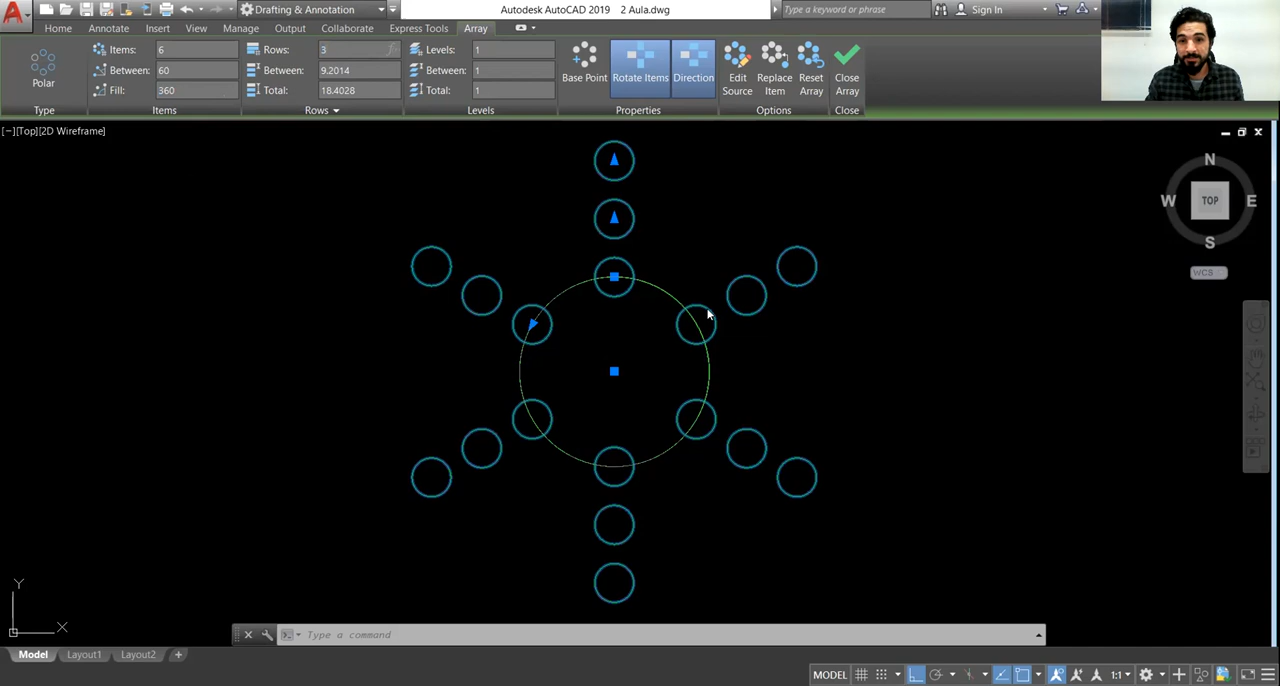 Drafting & Annotation
Autodesk AutoCAD 2019 2 Aula.dwg
Type a keyword or phrase
Sign In
Home Annotate Insert View Manage Output Collaborate Express Tools Array
Items: 6 Rows: 3 Levels: 1
Between: 60 Between: 9.2014 Between: 1
Fill: 360 Total: 18.4028 Total: 1
Polar
Base Point Rotate Items Direction
Edit Source Replace Item Reset Array Close Array
Type Items Rows Levels Properties Options Close
[−][Top][2D Wireframe]
N
W TOP E
S
WCS
Y
X
Type a command
Model Layout1 Layout2 +
MODEL 1:1